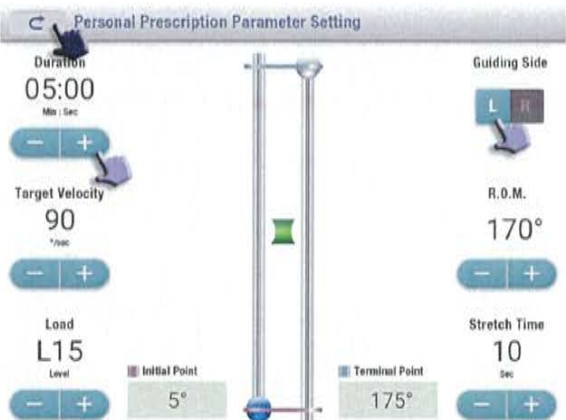 Personal Prescription Parameter Setting
Duration
05:00
Min : Sec
− +
Target Velocity
90
°/sec
− +
Load
L15
Level
− +
Initial Point
5°
Terminal Point
175°
Guiding Side
L R
R.O.M.
170°
− +
Stretch Time
10
Sec
− +